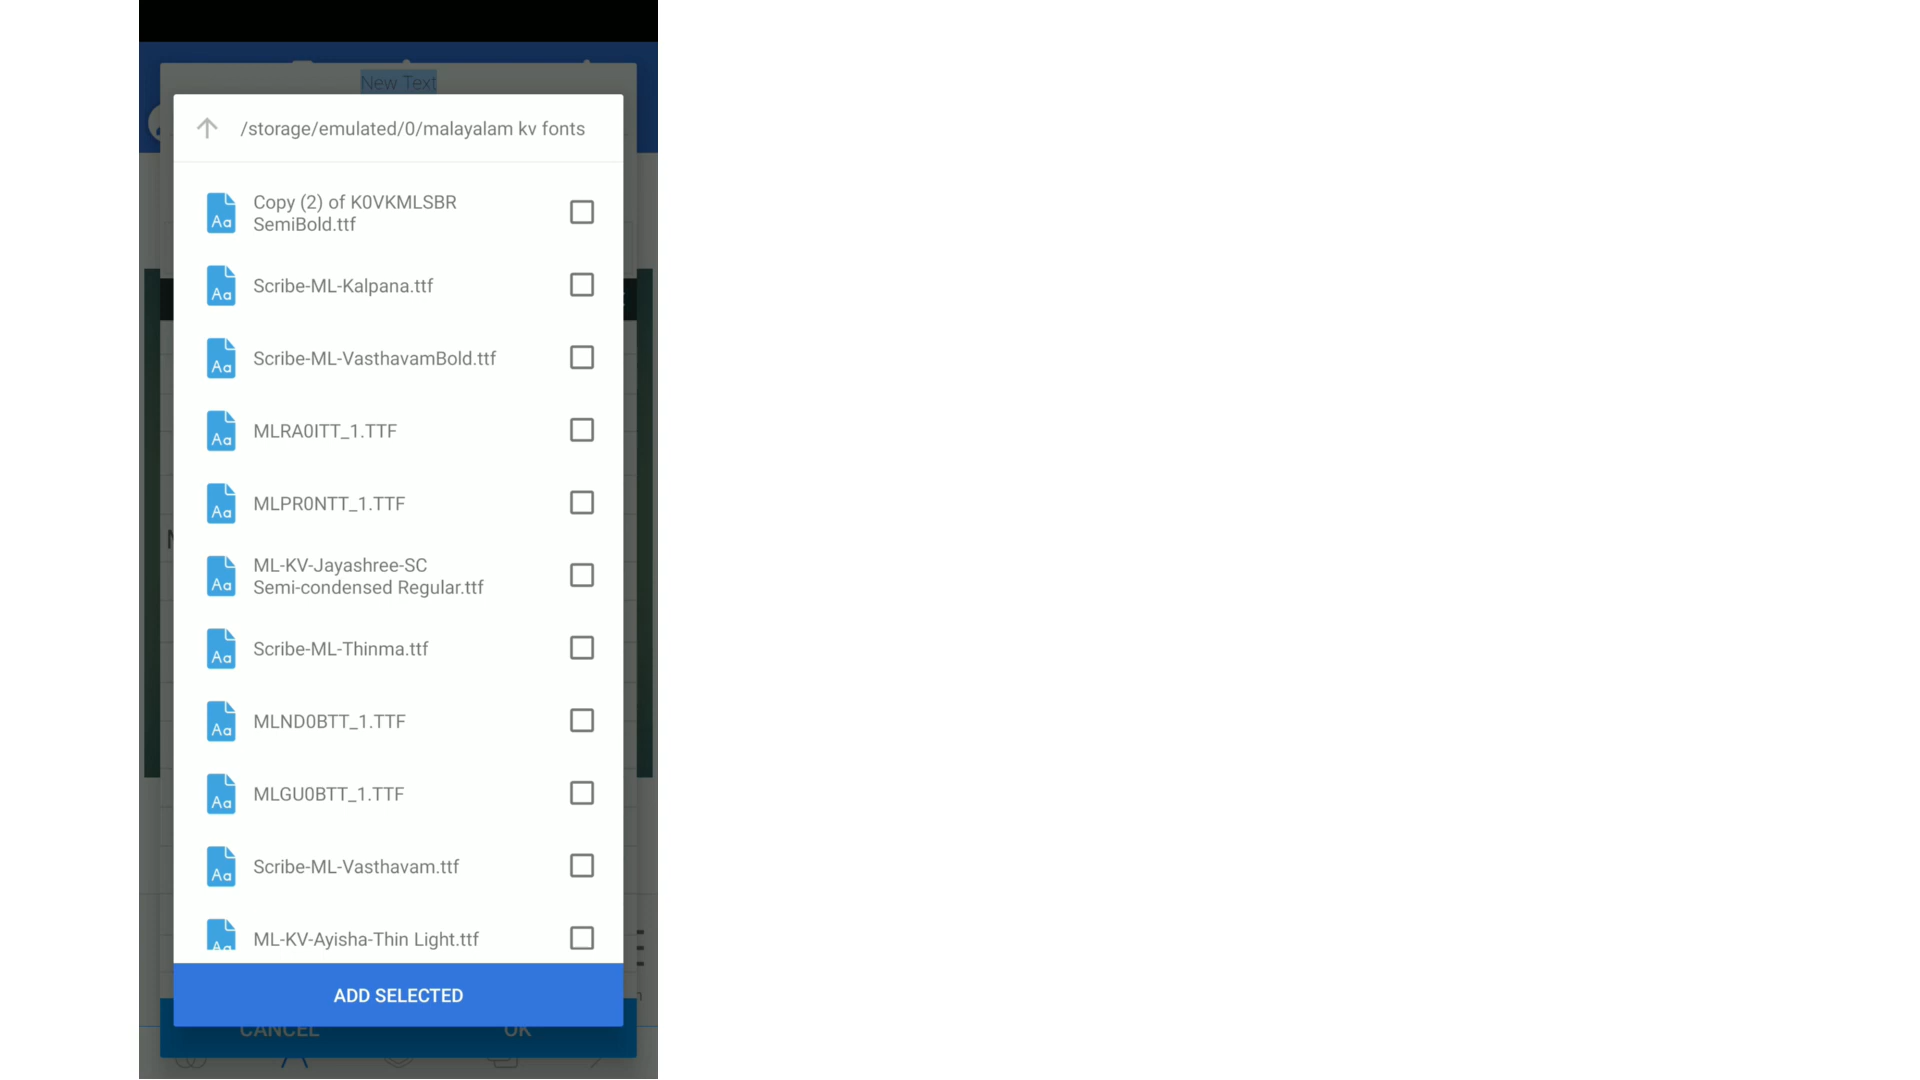 New Text
/storage/emulated/0/malayalam kv fonts
Copy (2) of K0VKMLSBR
SemiBold.ttf
Scribe-ML-Kalpana.ttf
Scribe-ML-VasthavamBold.ttf
MLRA0ITT_1.TTF
MLPR0NTT_1.TTF
ML-KV-Jayashree-SC
Semi-condensed Regular.ttf
Scribe-ML-Thinma.ttf
MLND0BTT_1.TTF
MLGU0BTT_1.TTF
Scribe-ML-Vasthavam.ttf
ML-KV-Ayisha-Thin Light.ttf
ADD SELECTED
CANCEL OK